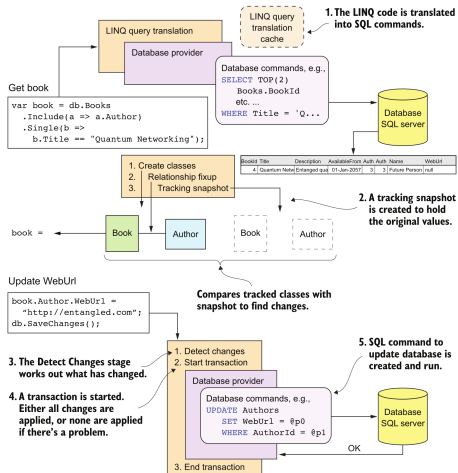 LINQ query translation
Database provider
LINQ query
translation
cache
1. The LINQ code is translated
into SQL commands.
Database commands, e.g.,
SELECT TOP(2)
Books.BookId
etc. ...
WHERE Title = 'Q...
Database
SQL server
Get book
var book = db.Books
.Include(a => a.Author)
.Single(b =>
b.Title == "Quantum Networking");
BookId Title Description AvailableFrom Auth Auth Name WebUrl
4 Quantum Netw Entanged qua 01-Jan-2057 3 3 Future Person null
1. Create classes
2. Relationship fixup
3. Tracking snapshot
2. A tracking snapshot
is created to hold
the original values.
book =
Book
Author
Book
Author
Compares tracked classes with
snapshot to find changes.
Update WebUrl
book.Author.WebUrl =
“http://entangled.com”;
db.SaveChanges();
3. The Detect Changes stage
works out what has changed.
4. A transaction is started.
Either all changes are
applied, or none are applied
if there's a problem.
1. Detect changes
2. Start transaction
Database provider
Database commands, e.g.,
UPDATE Authors
SET WebUrl = @p0
WHERE AuthorId = @p1
3. End transaction
5. SQL command to
update database is
created and run.
Database
SQL server
OK